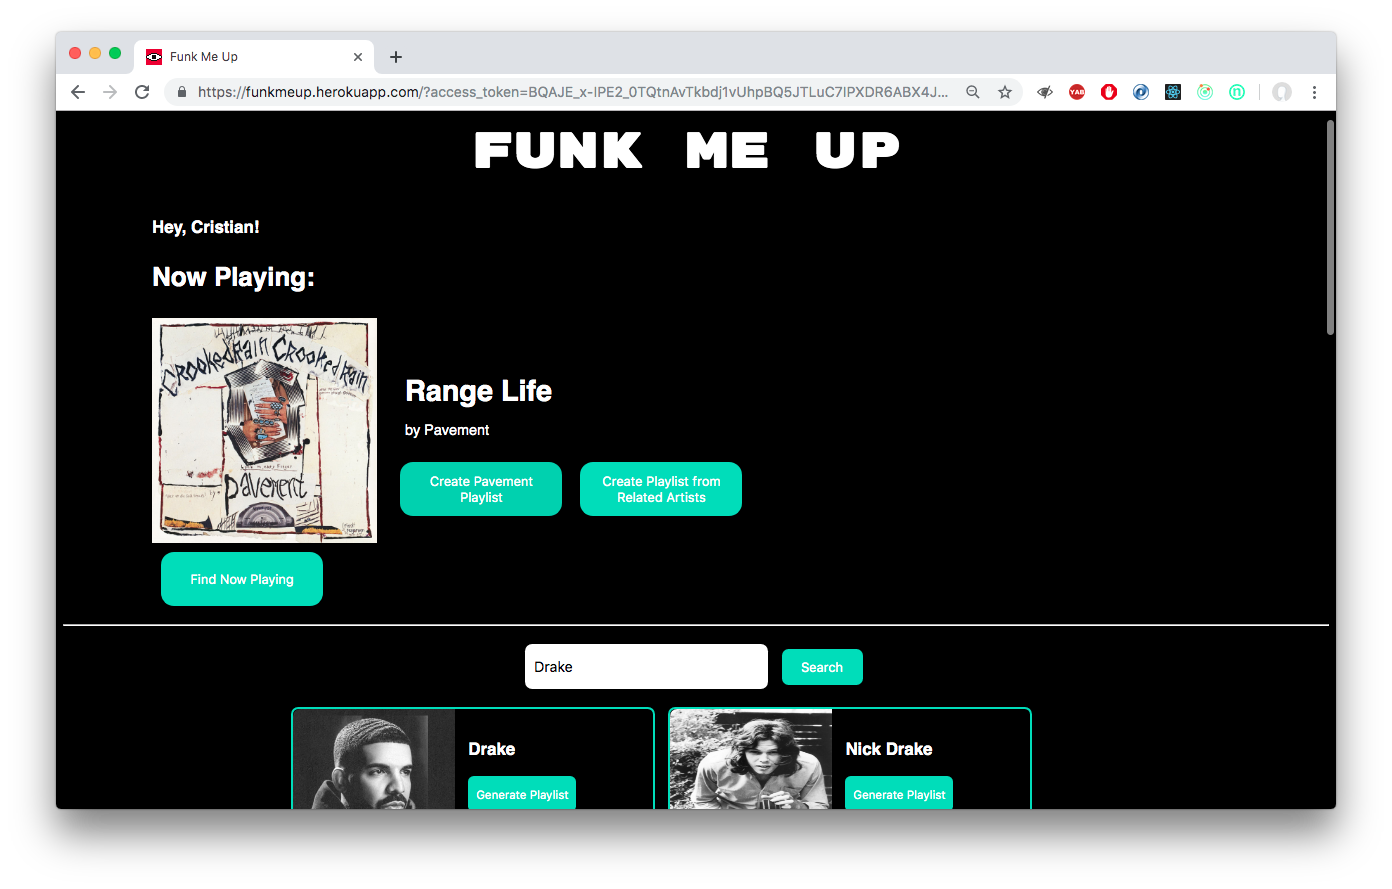 Funk Me Up
https://funkmeup.herokuapp.com/?access_token=BQAJE_x-IPE2_0TQtnAvTkbdj1vUhpBQ5JTLuC7IPXDR6ABX4J...
YAB
n
FUNK ME UP
Hey, Cristian!
Now Playing:
Crooked Rain Crooked Rain
pavement
Range Life
by Pavement
Create Pavement
Playlist
Create Playlist from
Related Artists
Find Now Playing
Drake
Search
Drake
Generate Playlist
Nick Drake
Generate Playlist